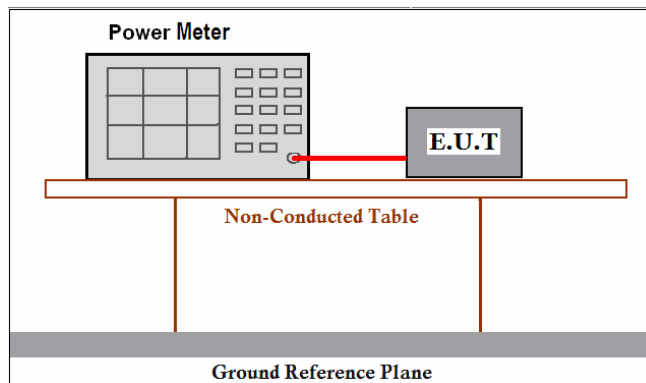 Power Meter
E.U.T
Non-Conducted Table
Ground Reference Plane